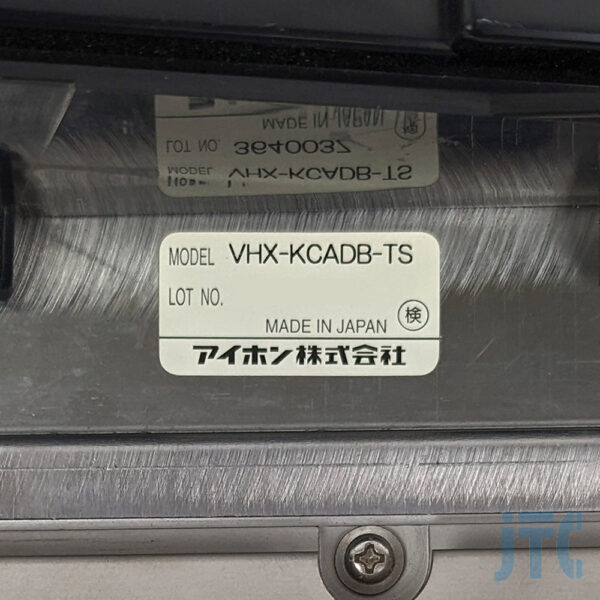 MADE IN JAPAN 検
LOT NO.
MODEL VHX-KCADB-TS
MODEL VHX-KCADB-TS
LOT NO.
MADE IN JAPAN 検
アイホン株式会社
JTC